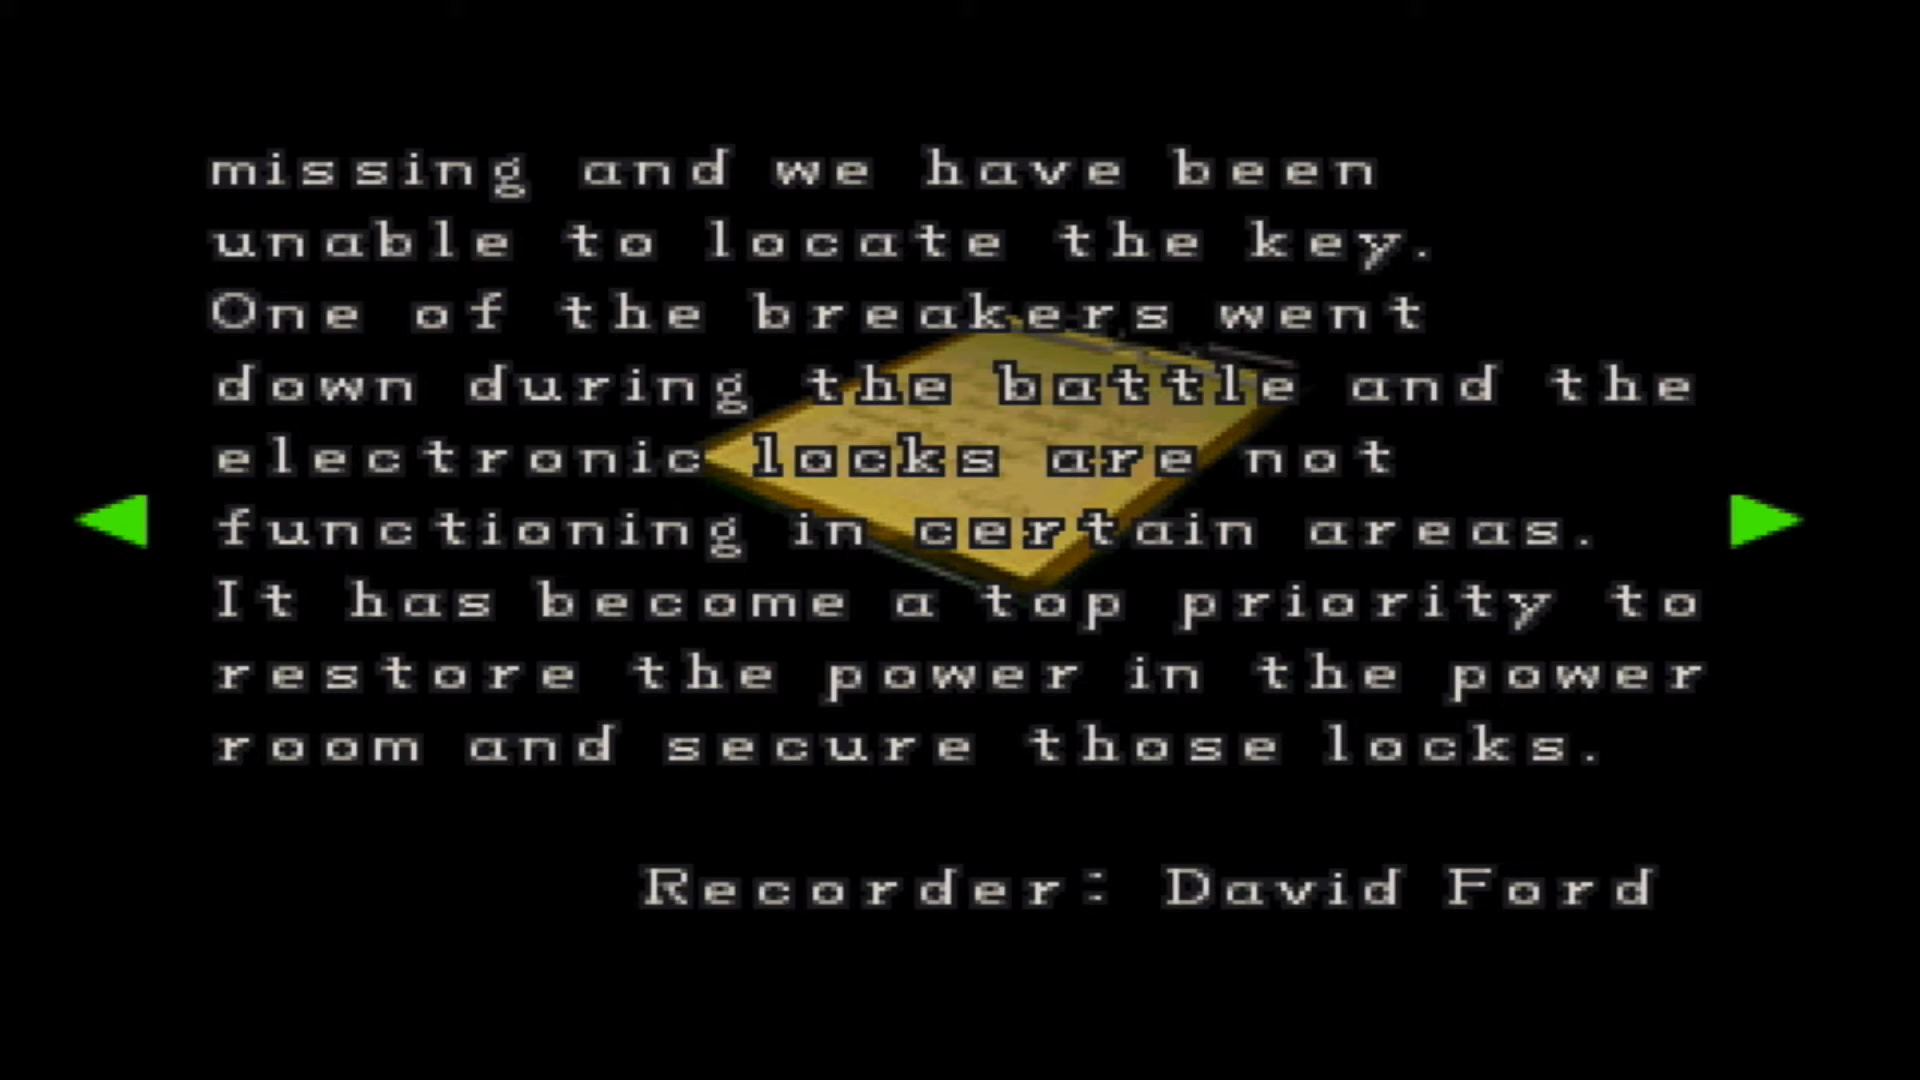 missing and we have been
unable to locate the key.
One of the breakers went
down during the battle and the
electronic locks are not
functioning in certain areas.
It has become a top priority to
restore the power in the power
room and secure those locks.
Recorder: David Ford